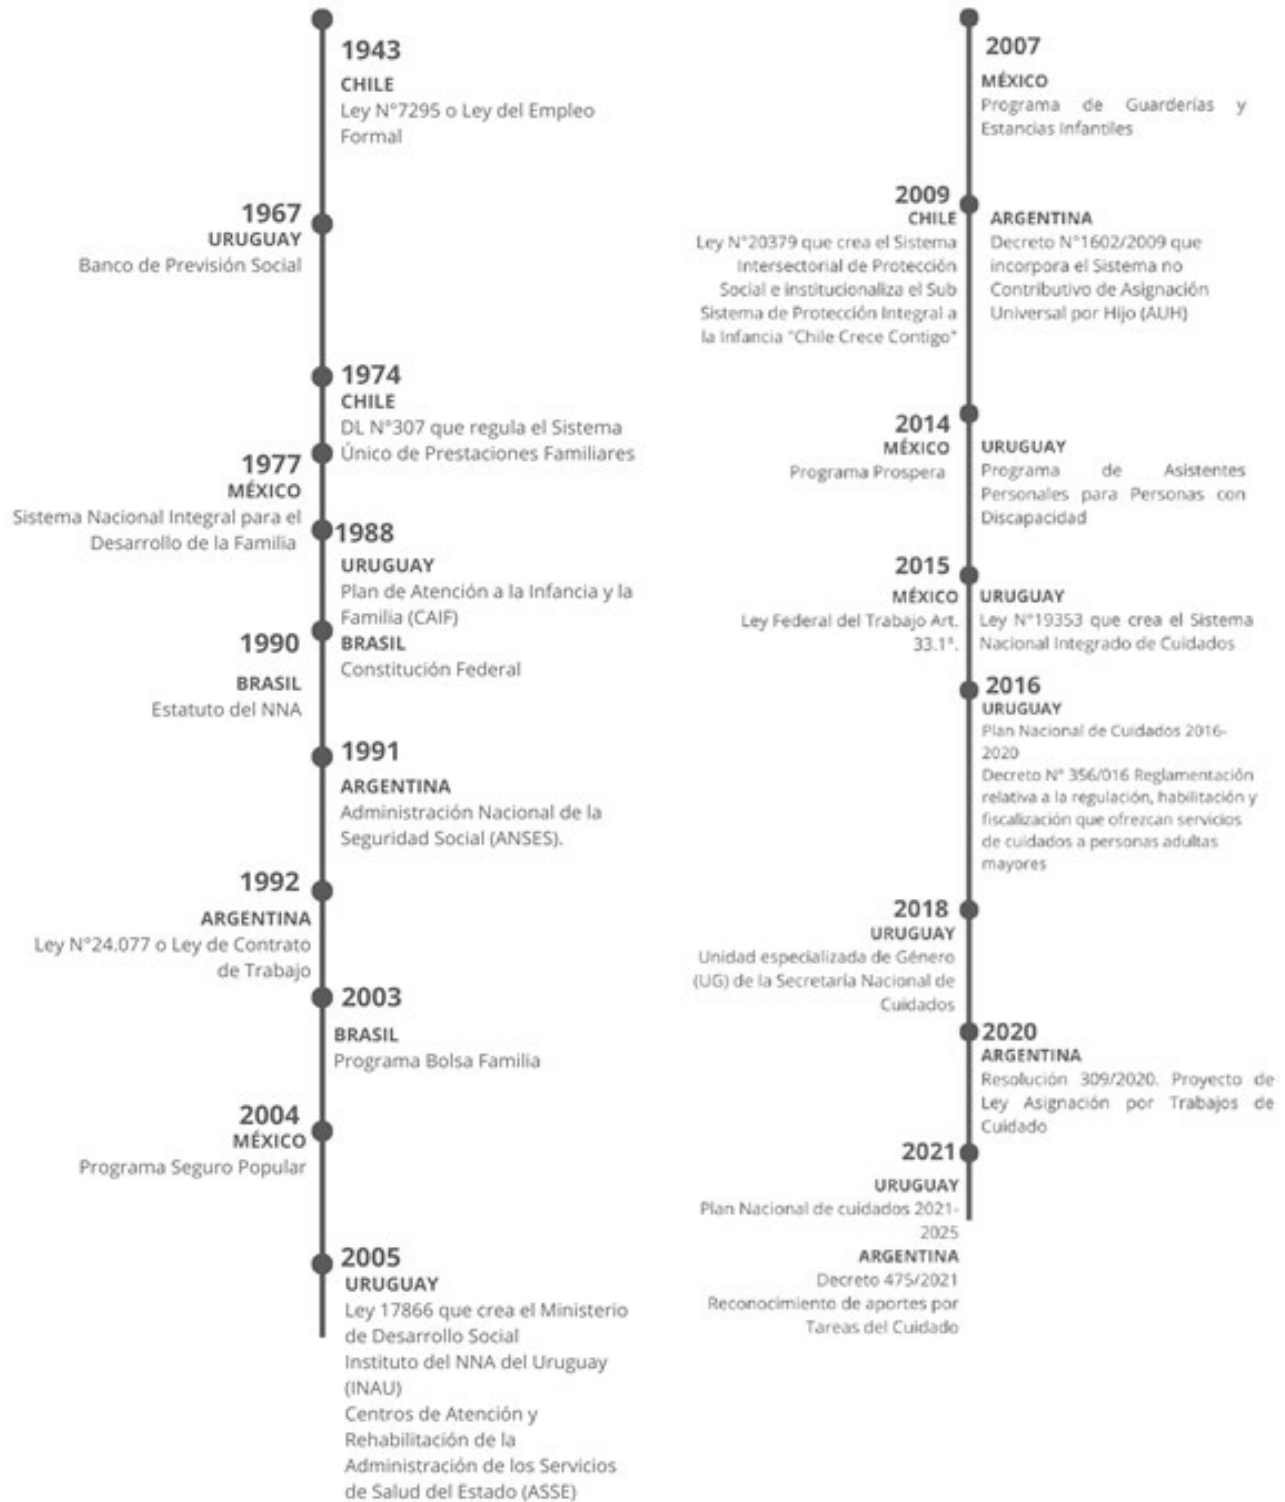 1943
CHILE
Ley N°7295 o Ley del Empleo
Formal
1967
URUGUAY
Banco de Previsión Social
1974
CHILE
DL N°307 que regula el Sistema
Único de Prestaciones Familiares
1977
MÉXICO
Sistema Nacional Integral para el
Desarrollo de la Familia
1988
URUGUAY
Plan de Atención a la Infancia y la
Familia (CAIF)
BRASIL
Constitución Federal
1990
BRASIL
Estatuto del NNA
1991
ARGENTINA
Administración Nacional de la
Seguridad Social (ANSES).
1992
ARGENTINA
Ley N°24.077 o Ley de Contrato
de Trabajo
2003
BRASIL
Programa Bolsa Familia
2004
MÉXICO
Programa Seguro Popular
2005
URUGUAY
Ley 17866 que crea el Ministerio
de Desarrollo Social
Instituto del NNA del Uruguay
(INAU)
Centros de Atención y
Rehabilitación de la
Administración de los Servicios
de Salud del Estado (ASSE)
2007
MÉXICO
Programa de Guarderías y
Estancias Infantiles
2009
CHILE
Ley N°20379 que crea el Sistema
Intersectorial de Protección
Social e institucionaliza el Sub
Sistema de Protección Integral a
la Infancia "Chile Crece Contigo"
ARGENTINA
Decreto N°1602/2009 que
incorpora el Sistema no
Contributivo de Asignación
Universal por Hijo (AUH)
2014
MÉXICO
Programa Prospera
URUGUAY
Programa de Asistentes
Personales para Personas con
Discapacidad
2015
MÉXICO
Ley Federal del Trabajo Art.
33.1°.
URUGUAY
Ley N°19353 que crea el Sistema
Nacional Integrado de Cuidados
2016
URUGUAY
Plan Nacional de Cuidados 2016-
2020
Decreto N° 356/016 Reglamentación
relativa a la regulación, habilitación y
fiscalización que ofrezcan servicios
de cuidados a personas adultas
mayores
2018
URUGUAY
Unidad especializada de Género
(UG) de la Secretaría Nacional de
Cuidados
2020
ARGENTINA
Resolución 309/2020. Proyecto de
Ley Asignación por Trabajos de
Cuidado
2021
URUGUAY
Plan Nacional de cuidados 2021-
2025
ARGENTINA
Decreto 475/2021
Reconocimiento de aportes por
Tareas del Cuidado